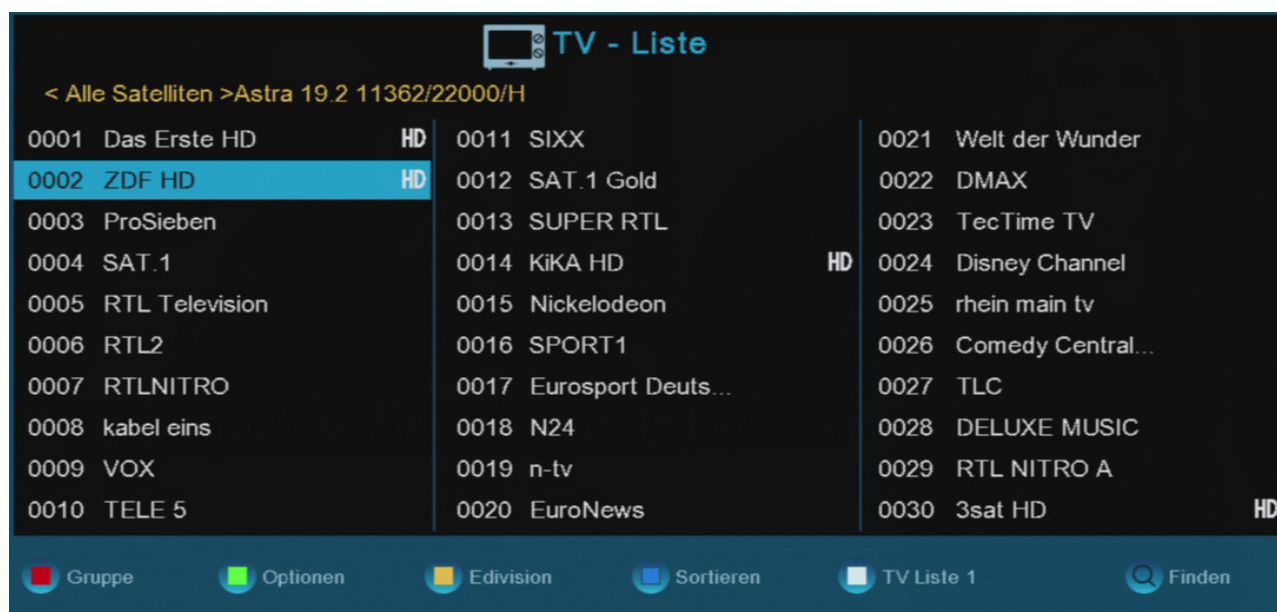 TV - Liste
< Alle Satelliten >Astra 19.2 11362/22000/H
0001 Das Erste HD HD
0002 ZDF HD HD
0003 ProSieben
0004 SAT.1
0005 RTL Television
0006 RTL2
0007 RTLNITRO
0008 kabel eins
0009 VOX
0010 TELE 5
0011 SIXX
0012 SAT.1 Gold
0013 SUPER RTL
0014 KiKA HD HD
0015 Nickelodeon
0016 SPORT1
0017 Eurosport Deuts...
0018 N24
0019 n-tv
0020 EuroNews
0021 Welt der Wunder
0022 DMAX
0023 TecTime TV
0024 Disney Channel
0025 rhein main tv
0026 Comedy Central...
0027 TLC
0028 DELUXE MUSIC
0029 RTL NITRO A
0030 3sat HD HD
Gruppe Optionen Edivision Sortieren TV Liste 1 Finden